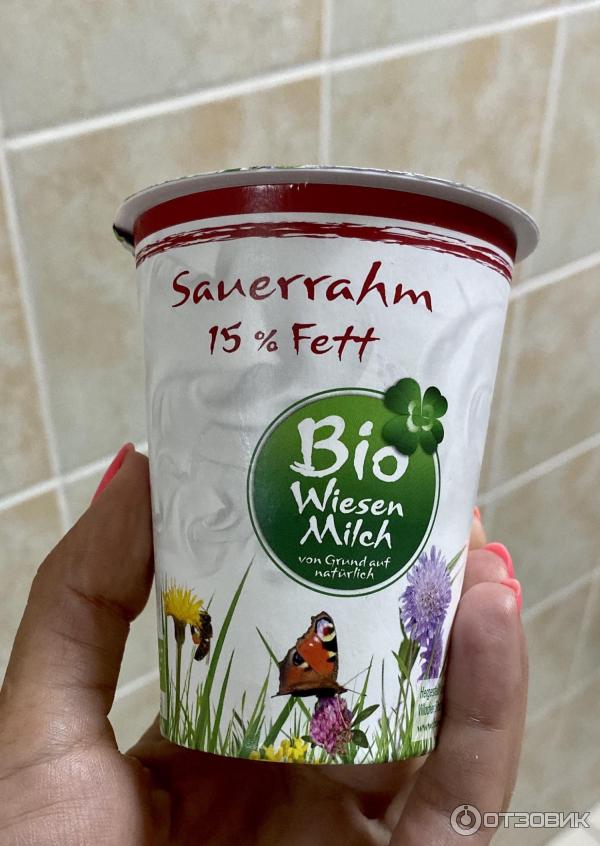 Sauerrahm
15 % Fett
Bio
Wiesen
Milch
von Grund auf
natürlich
ОТЗОВИК